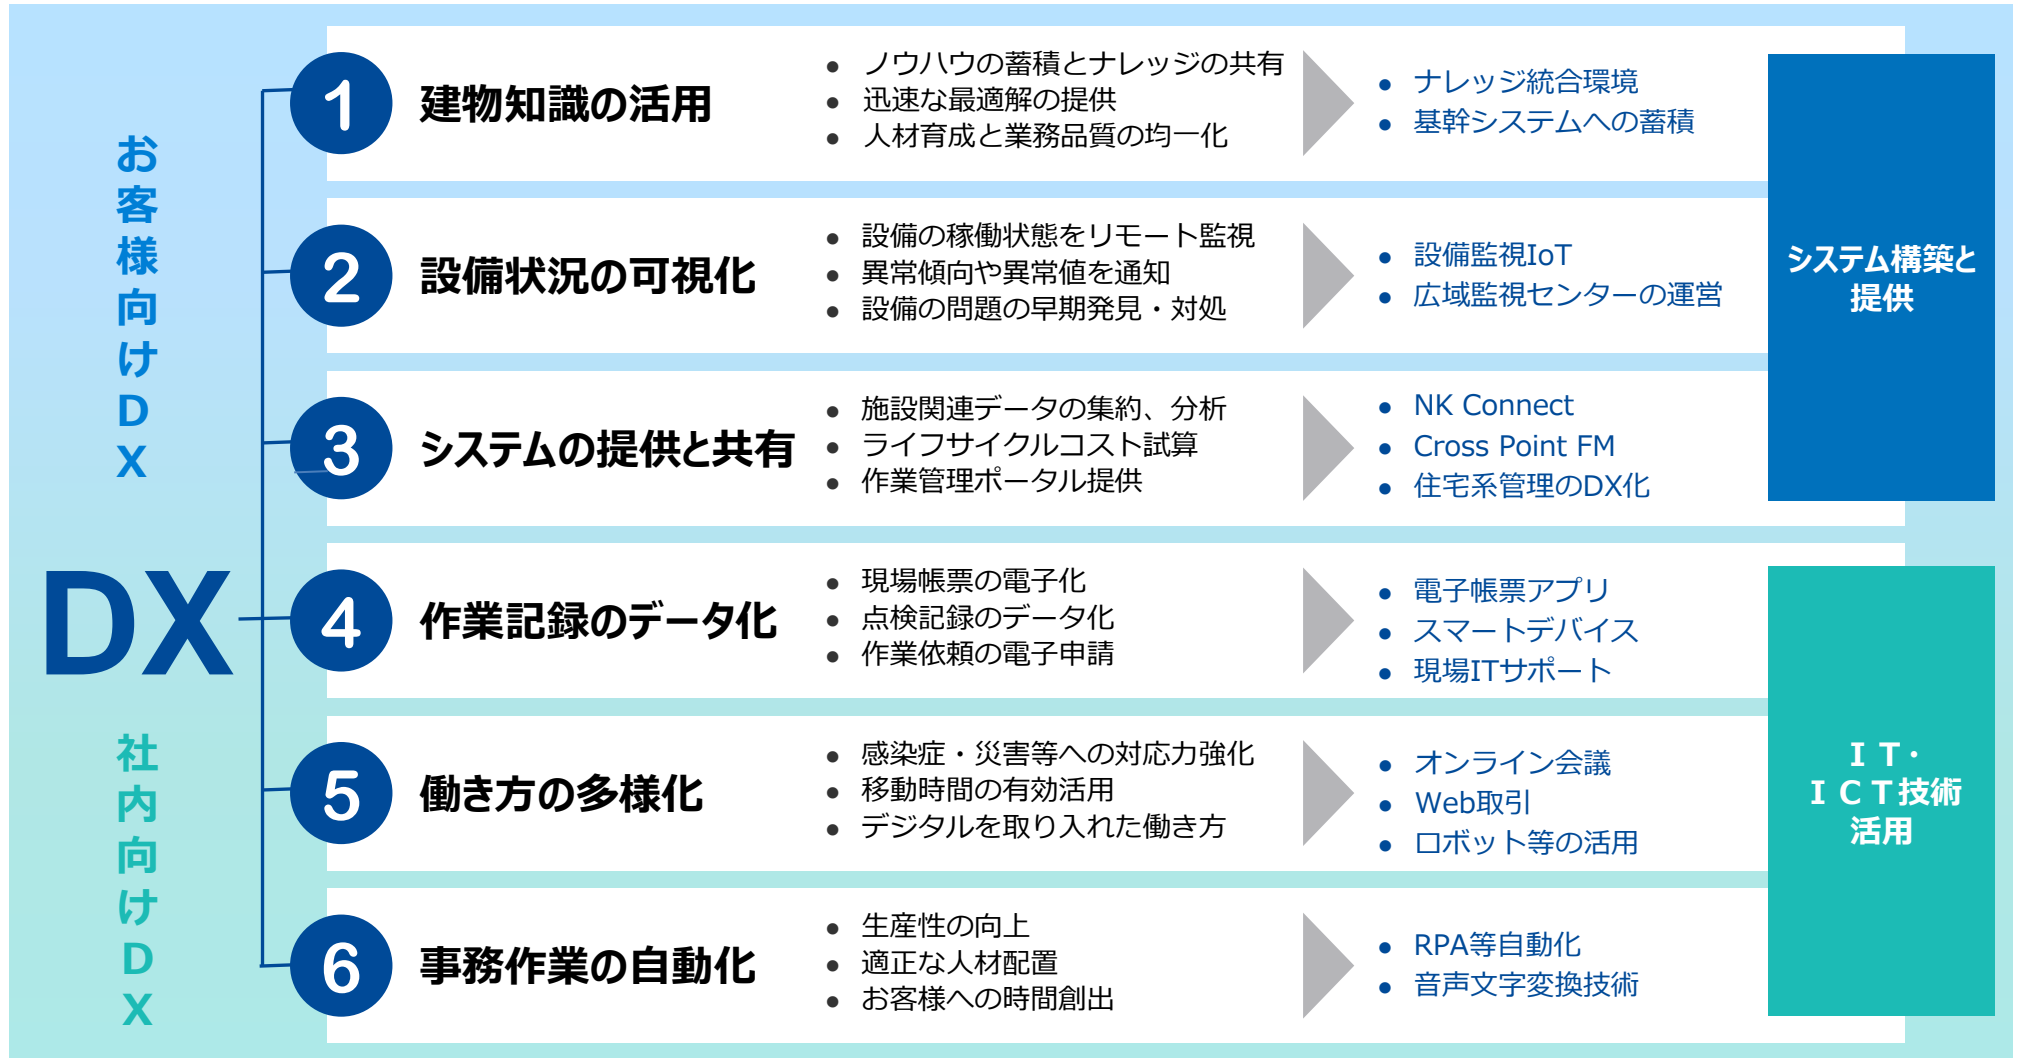 お客様向けDX
DX
社内向けDX
1
建物知識の活用
● ノウハウの蓄積とナレッジの共有
● 迅速な最適解の提供
● 人材育成と業務品質の均一化
● ナレッジ統合環境
● 基幹システムへの蓄積
2
設備状況の可視化
● 設備の稼働状態をリモート監視
● 異常傾向や異常値を通知
● 設備の問題の早期発見・対処
● 設備監視IoT
● 広域監視センターの運営
3
システムの提供と共有
● 施設関連データの集約、分析
● ライフサイクルコスト試算
● 作業管理ポータル提供
● NK Connect
● Cross Point FM
● 住宅系管理のDX化
システム構築と
提供
4
作業記録のデータ化
● 現場帳票の電子化
● 点検記録のデータ化
● 作業依頼の電子申請
● 電子帳票アプリ
● スマートデバイス
● 現場ITサポート
5
働き方の多様化
● 感染症・災害等への対応力強化
● 移動時間の有効活用
● デジタルを取り入れた働き方
● オンライン会議
● Web取引
● ロボット等の活用
6
事務作業の自動化
● 生産性の向上
● 適正な人材配置
● お客様への時間創出
● RPA等自動化
● 音声文字変換技術
ＩＴ・
ＩＣＴ技術
活用